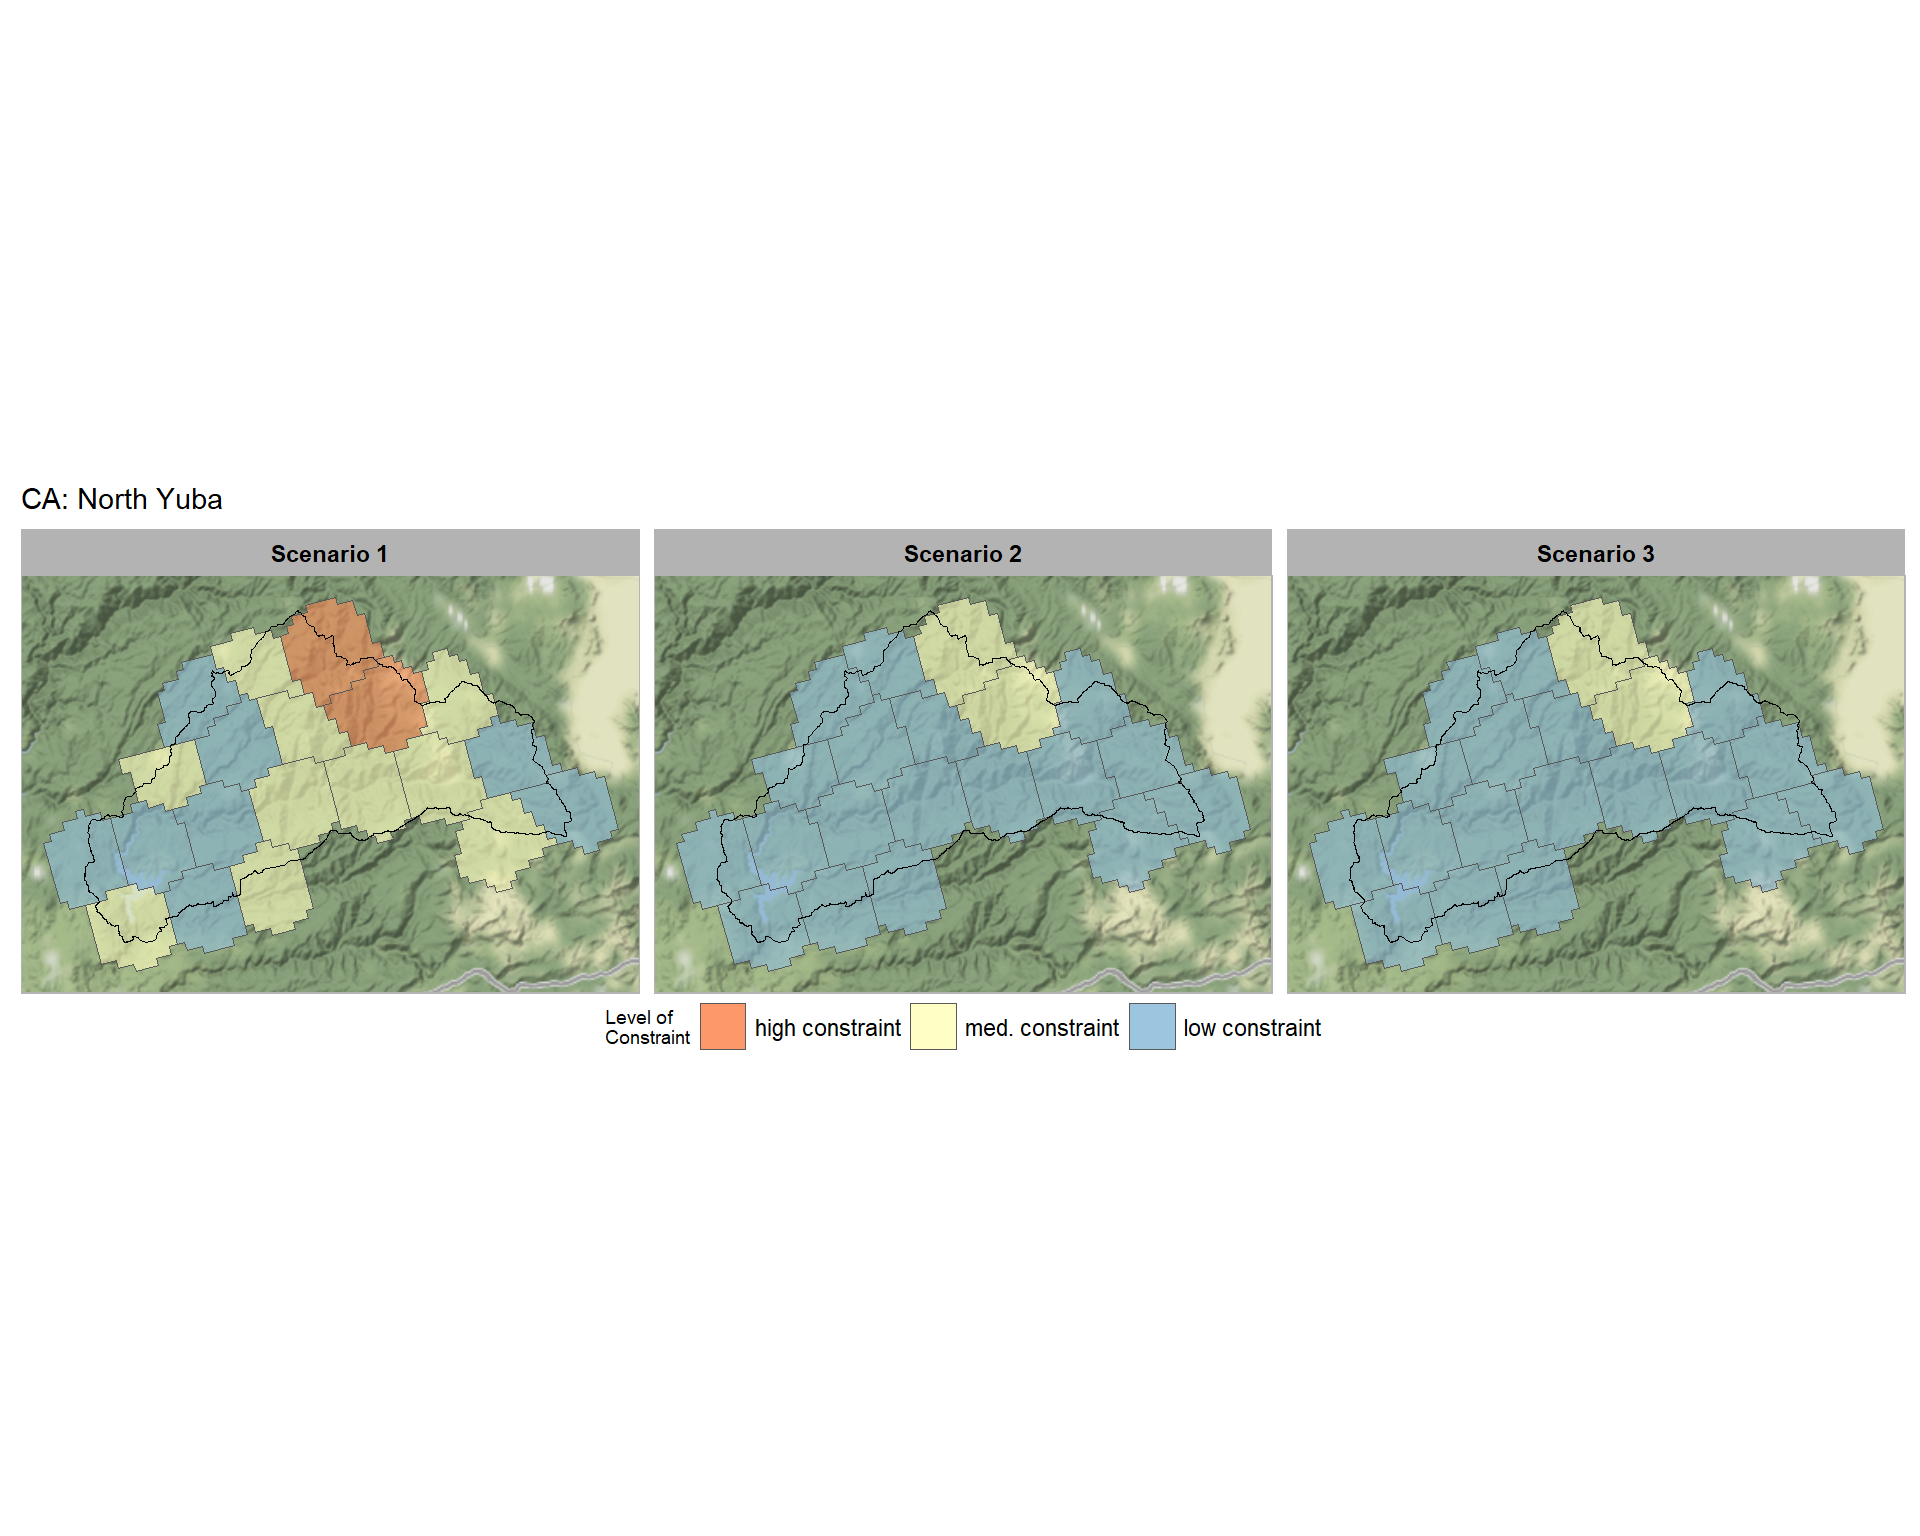 CA: North Yuba
Scenario 1
Scenario 2
Scenario 3
Level of
Constraint
high constraint
med. constraint
low constraint